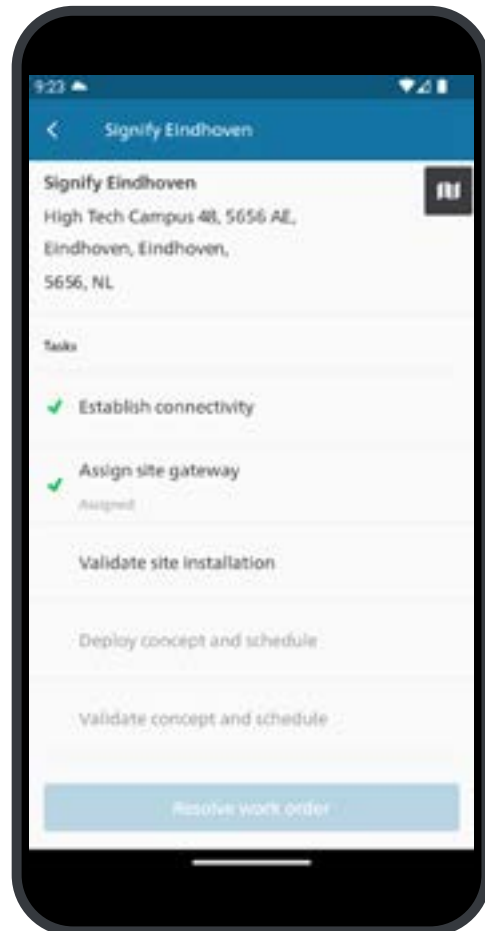 9:23
Signify Eindhoven
Signify Eindhoven
High Tech Campus 48, 5656 AE,
Eindhoven, Eindhoven,
5656, NL
Tasks
Establish connectivity
Assign site gateway
Assigned
Validate site installation
Deploy concept and schedule
Validate concept and schedule
Resolve work order